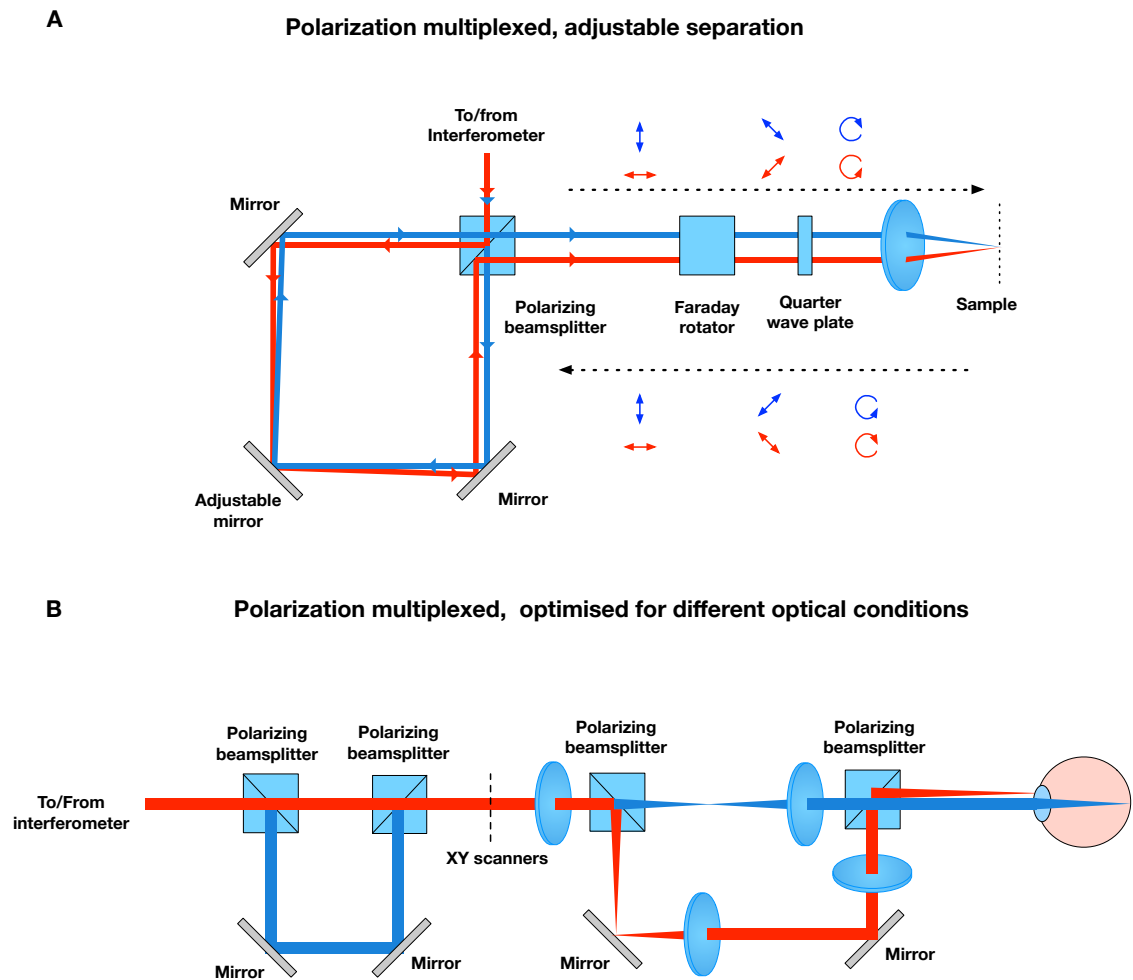 A
Polarization multiplexed, adjustable separation
To/from
Interferometer
Mirror
Polarizing
beamsplitter
Faraday
rotator
Quarter
wave plate
Sample
Adjustable
mirror
Mirror
B
Polarization multiplexed,  optimised for different optical conditions
Polarizing
beamsplitter
Polarizing
beamsplitter
Polarizing
beamsplitter
Polarizing
beamsplitter
To/From
interferometer
XY scanners
Mirror
Mirror
Mirror
Mirror